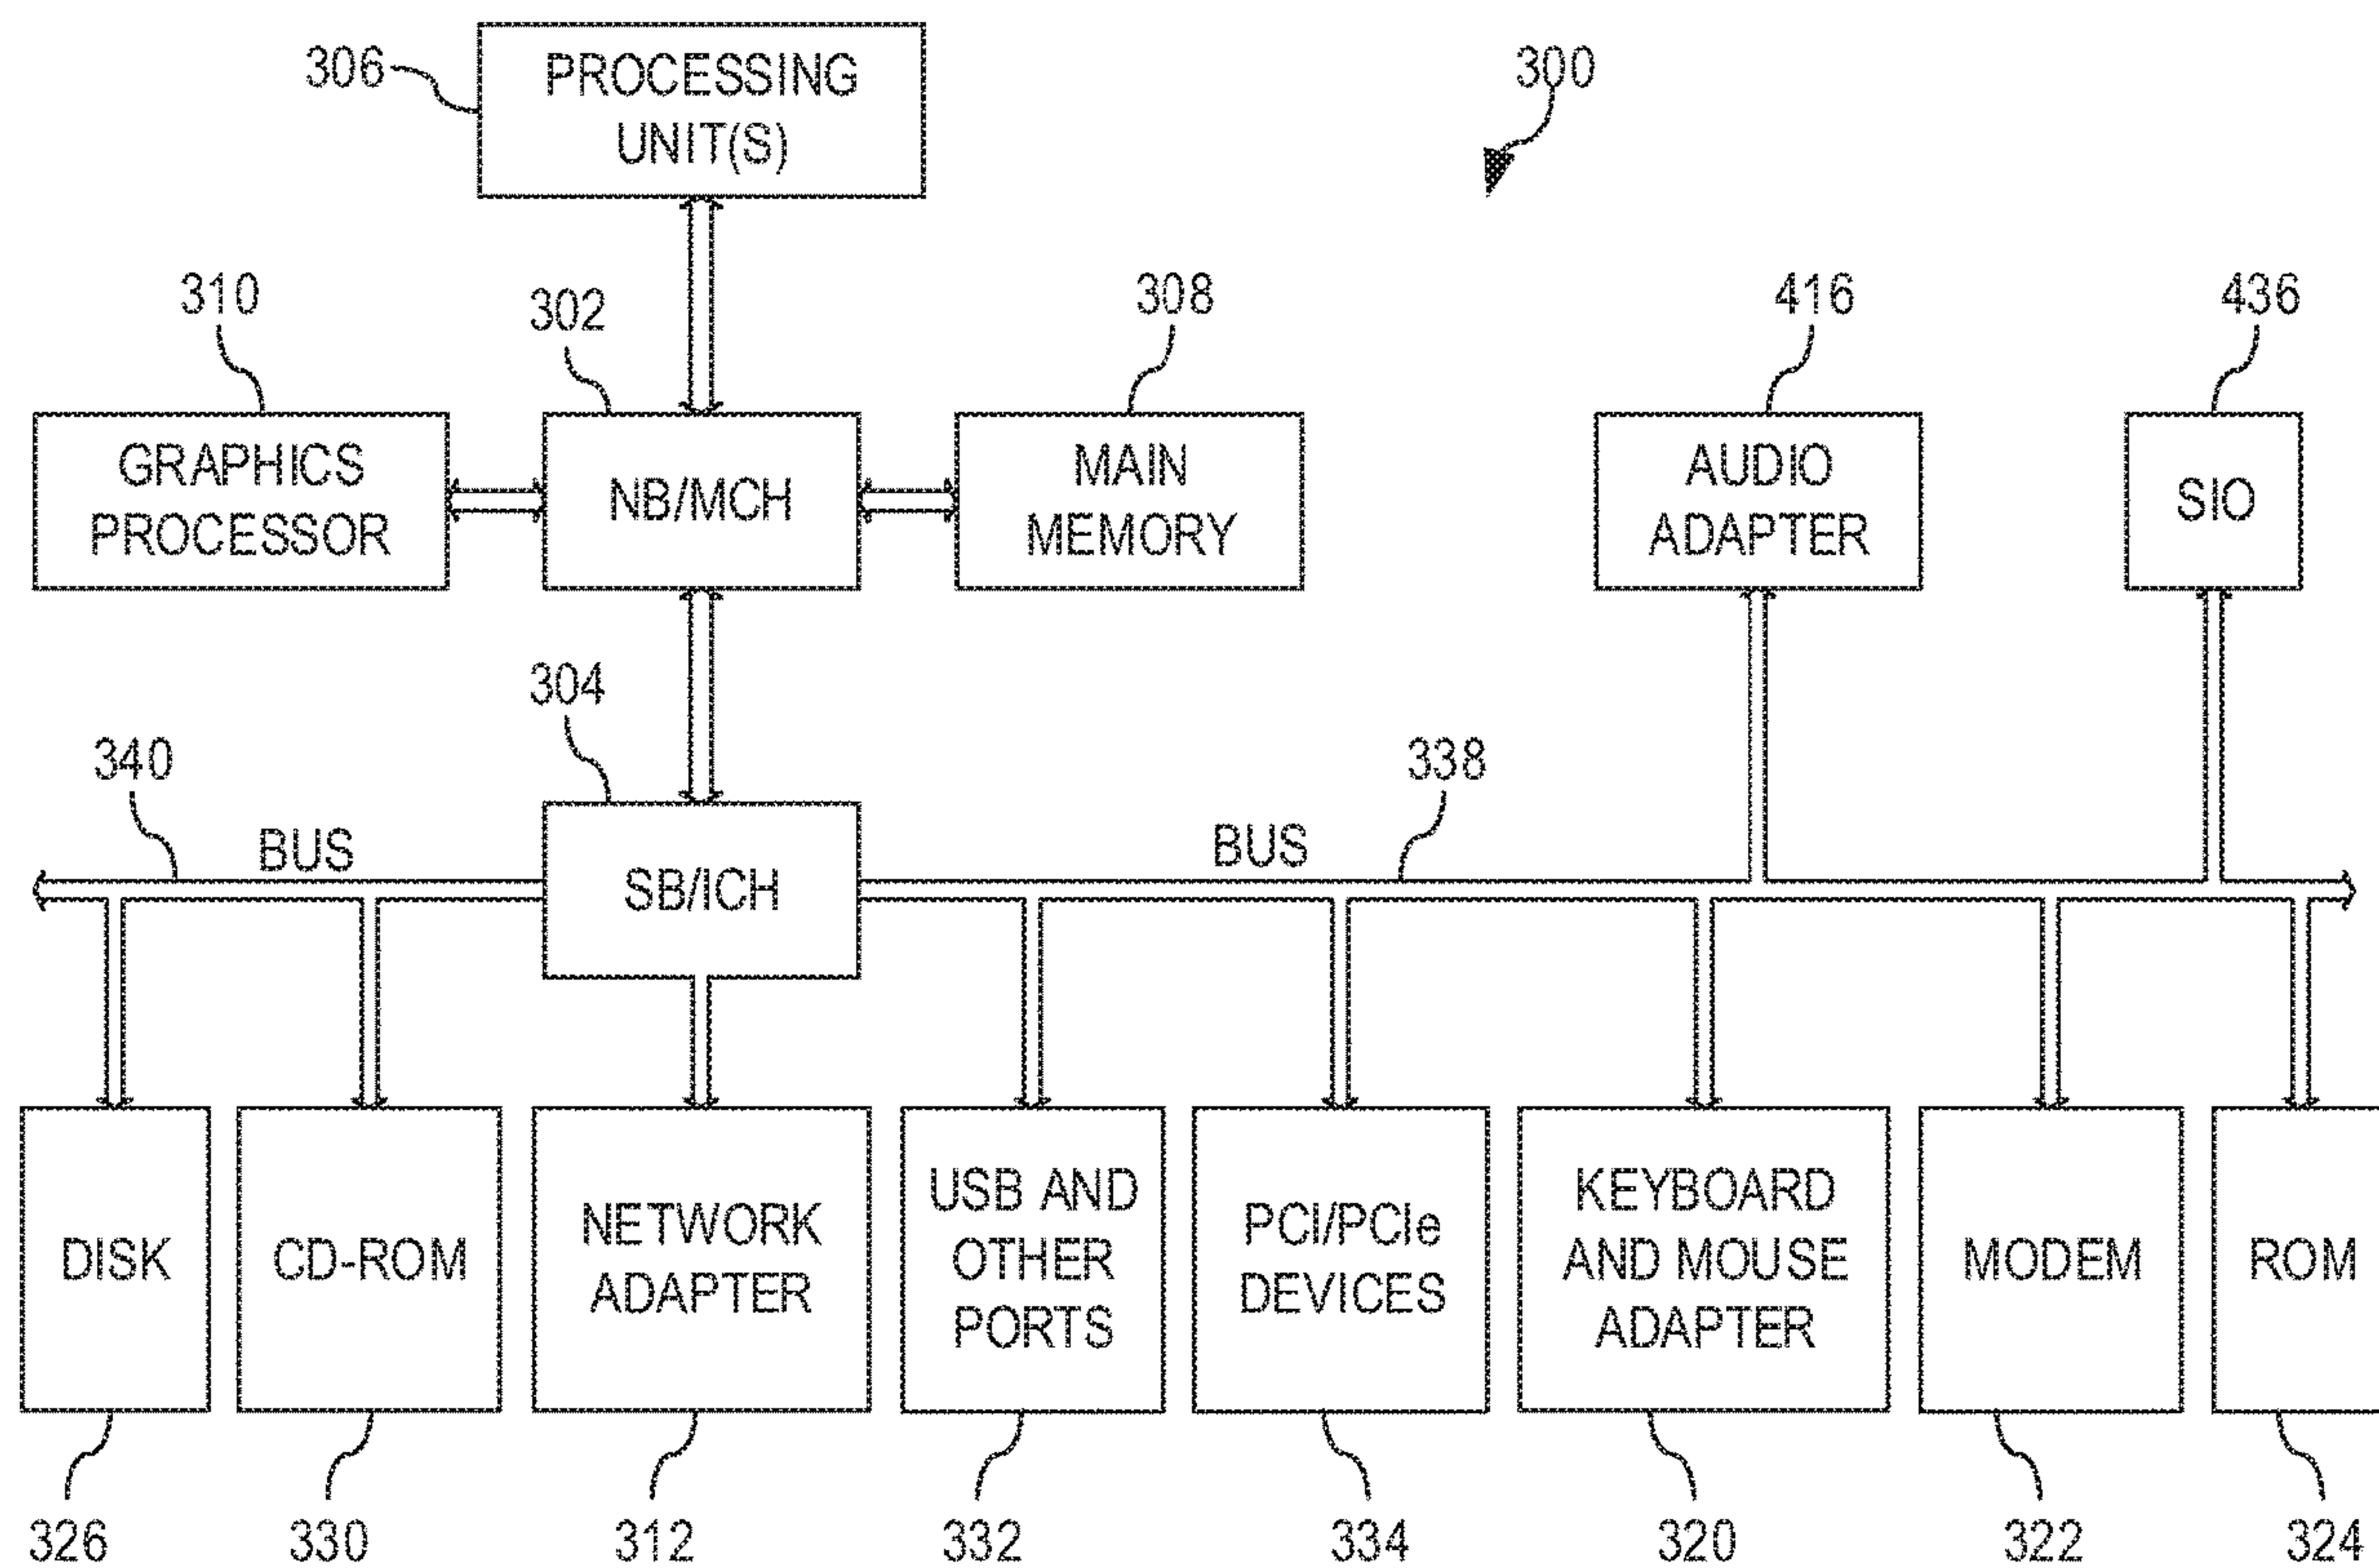 306
PROCESSING
UNIT(S)
300
310
302
308
416
436
GRAPHICS
PROCESSOR
NB/MCH
MAIN
MEMORY
AUDIO
ADAPTER
SIO
304
340
338
BUS
BUS
SB/ICH
DISK
CD-ROM
NETWORK
ADAPTER
USB AND
OTHER
PORTS
PCI/PCIe
DEVICES
KEYBOARD
AND MOUSE
ADAPTER
MODEM
ROM
326
330
312
332
334
320
322
324